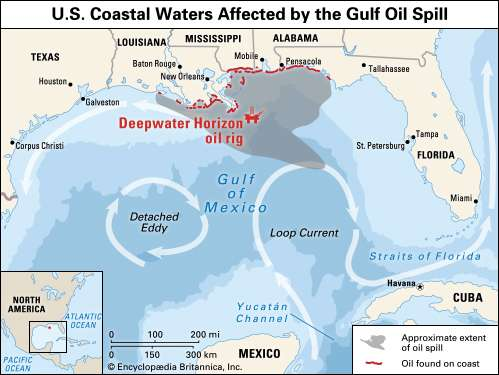 U.S. Coastal Waters Affected by the Gulf Oil Spill
TEXAS
LOUISIANA
MISSISSIPPI
ALABAMA
Baton Rouge
Mobile
Pensacola
Tallahassee
Houston
New Orleans
Galveston
Deepwater Horizon
oil rig
Corpus Christi
St. Petersburg
Tampa
FLORIDA
Gulf
of
Mexico
Miami
Detached
Eddy
Loop Current
Straits of Florida
Havana
CUBA
NORTH
AMERICA
ATLANTIC
OCEAN
PACIFIC
OCEAN
Yucatán
Channel
0 100 200 mi
0 150 300 km
© Encyclopædia Britannica, Inc.
MEXICO
Approximate extent
of oil spill
Oil found on coast